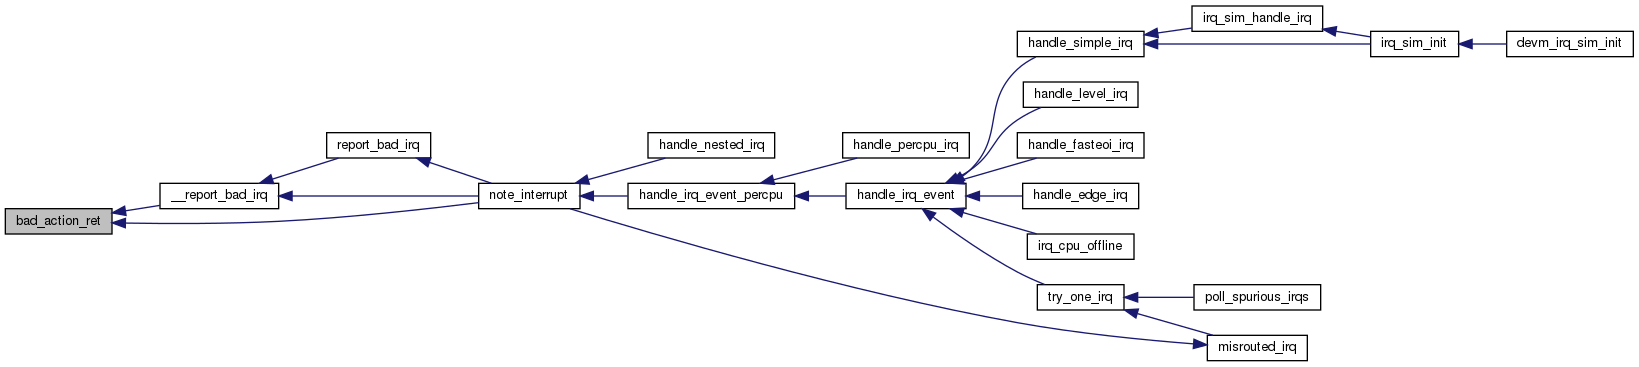 irq_sim_handle_irq
handle_simple_irq
irq_sim_init
devm_irq_sim_init
handle_level_irq
report_bad_irq
handle_nested_irq
handle_percpu_irq
handle_fasteoi_irq
__report_bad_irq
note_interrupt
handle_irq_event_percpu
handle_irq_event
handle_edge_irq
bad_action_ret
irq_cpu_offline
try_one_irq
poll_spurious_irqs
misrouted_irq